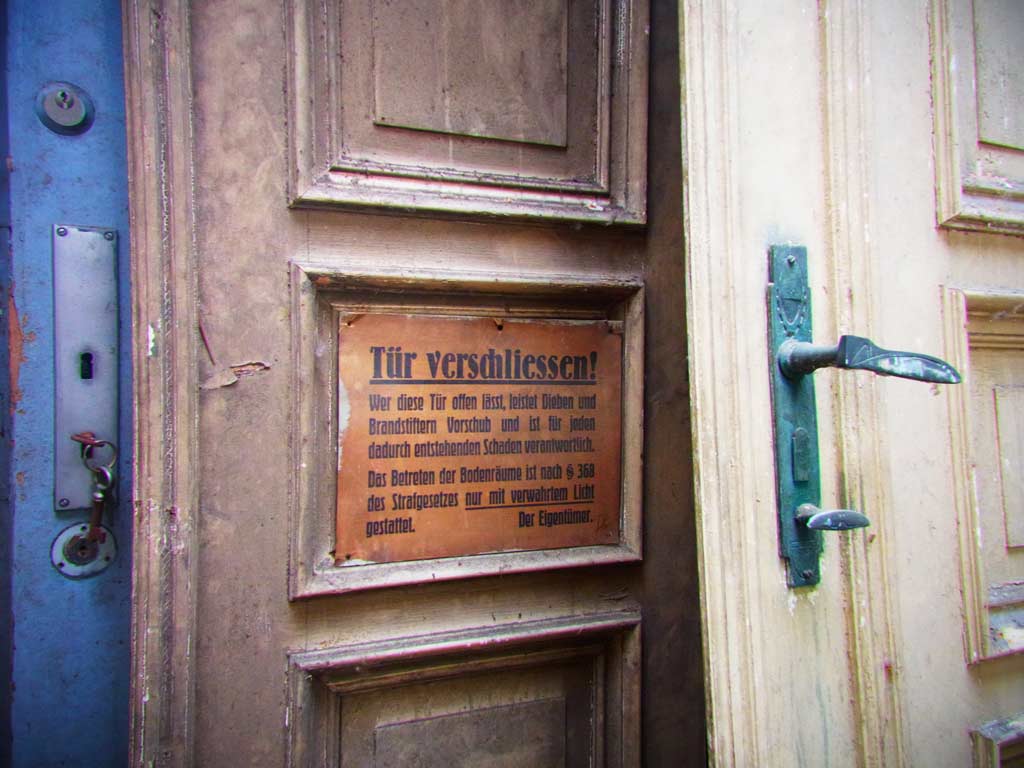 Tür verschliessen!
Wer diese Tür offen lässt, leistet Dieben und
Brandstiftern Vorschub und ist für jeden
dadurch entstehenden Schaden verantwortlich.
Das Betreten der Bodenräume ist nach § 368
des Strafgesetzes nur mit verwahrtem Licht
gestattet. Der Eigentümer.